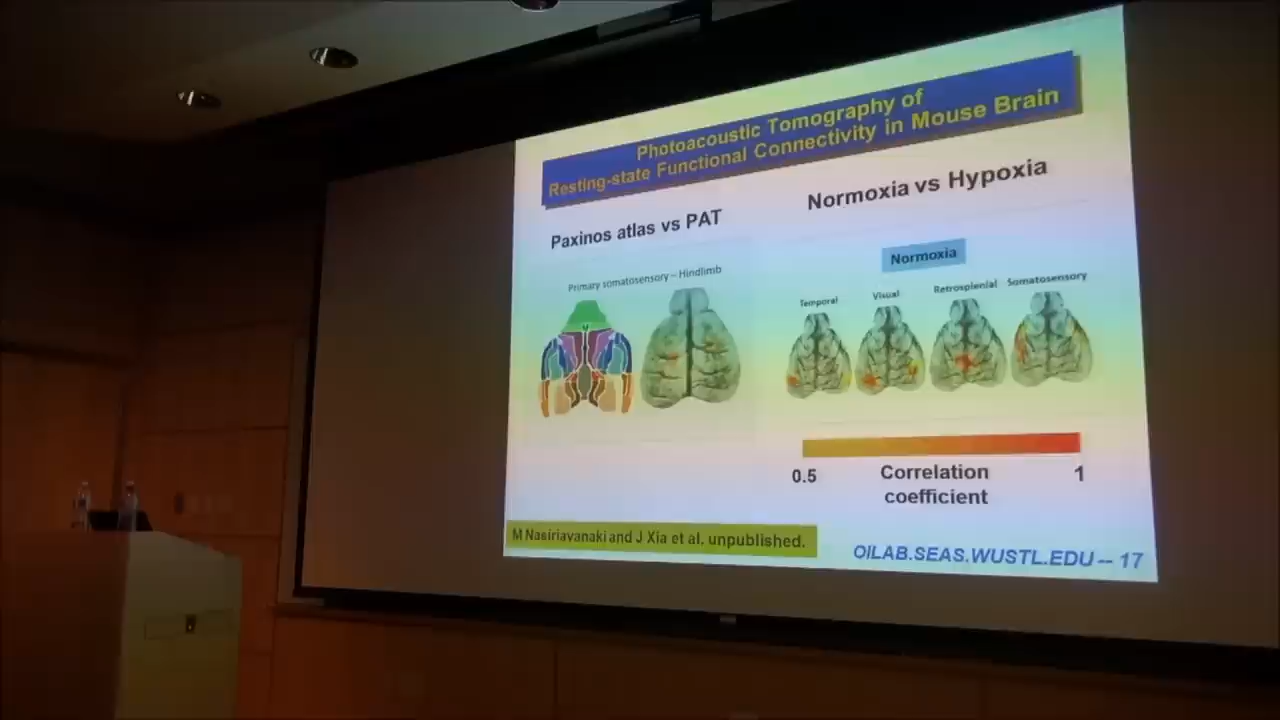 Photoacoustic Tomography of
Resting-state Functional Connectivity in Mouse Brain
Paxinos atlas vs PAT
Normoxia vs Hypoxia
Primary somatosensory – Hindlimb
Normoxia
Temporal
Visual
Retrosplenial
Somatosensory
0.5
Correlation
coefficient
1
M Nasiriavanaki and J Xia et al. unpublished.
OILAB.SEAS.WUSTL.EDU -- 17